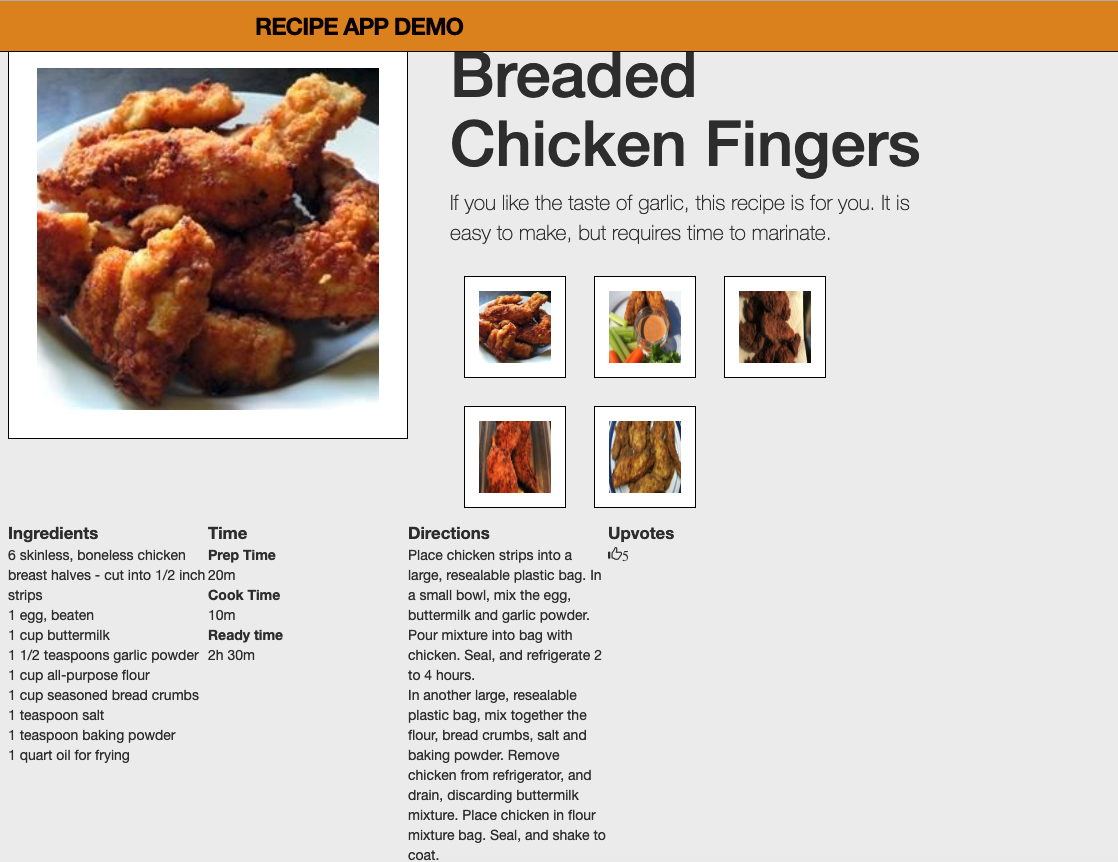 RECIPE APP DEMO
Breaded
Chicken Fingers
If you like the taste of garlic, this recipe is for you. It is
easy to make, but requires time to marinate.
Ingredients
6 skinless, boneless chicken
breast halves - cut into 1/2 inch
strips
1 egg, beaten
1 cup buttermilk
1 1/2 teaspoons garlic powder
1 cup all-purpose flour
1 cup seasoned bread crumbs
1 teaspoon salt
1 teaspoon baking powder
1 quart oil for frying
Time
Prep Time
20m
Cook Time
10m
Ready time
2h 30m
Directions
Place chicken strips into a
large, resealable plastic bag. In
a small bowl, mix the egg,
buttermilk and garlic powder.
Pour mixture into bag with
chicken. Seal, and refrigerate 2
to 4 hours.
In another large, resealable
plastic bag, mix together the
flour, bread crumbs, salt and
baking powder. Remove
chicken from refrigerator, and
drain, discarding buttermilk
mixture. Place chicken in flour
mixture bag. Seal, and shake to
coat.
Upvotes
5